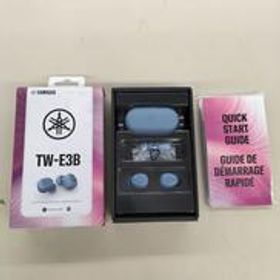 YAMAHA
TW-E3B
QUICK
START
GUIDE
GUIDE DE
DÉMARRAGE
RAPIDE